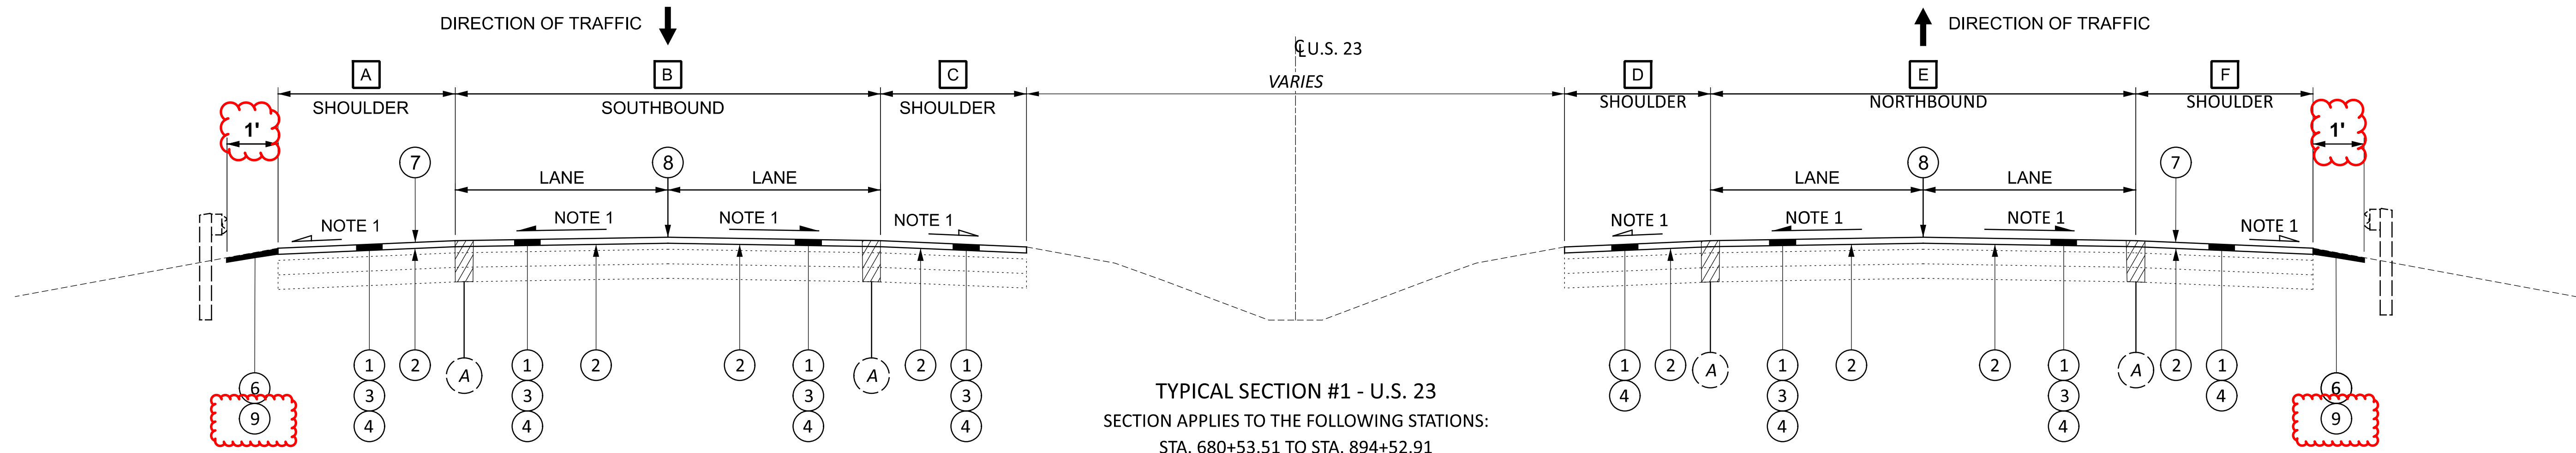 DIRECTION OF TRAFFIC
DIRECTION OF TRAFFIC
℄ U.S. 23
A B C VARIES D E F
SHOULDER SOUTHBOUND SHOULDER SHOULDER NORTHBOUND SHOULDER
1' 1'
7 8 8 7
LANE LANE LANE LANE
NOTE 1 NOTE 1 NOTE 1 NOTE 1 NOTE 1 NOTE 1 NOTE 1 NOTE 1
1 2 A 1 2 2 1 A 2 1 1 2 A 1 2 2 1 A 2 1
6 3 3 3 3 4 3 3 4 6
9 4 4 4 4 4 4 9
TYPICAL SECTION #1 - U.S. 23
SECTION APPLIES TO THE FOLLOWING STATIONS:
STA. 680+53.51 TO STA. 894+52.91